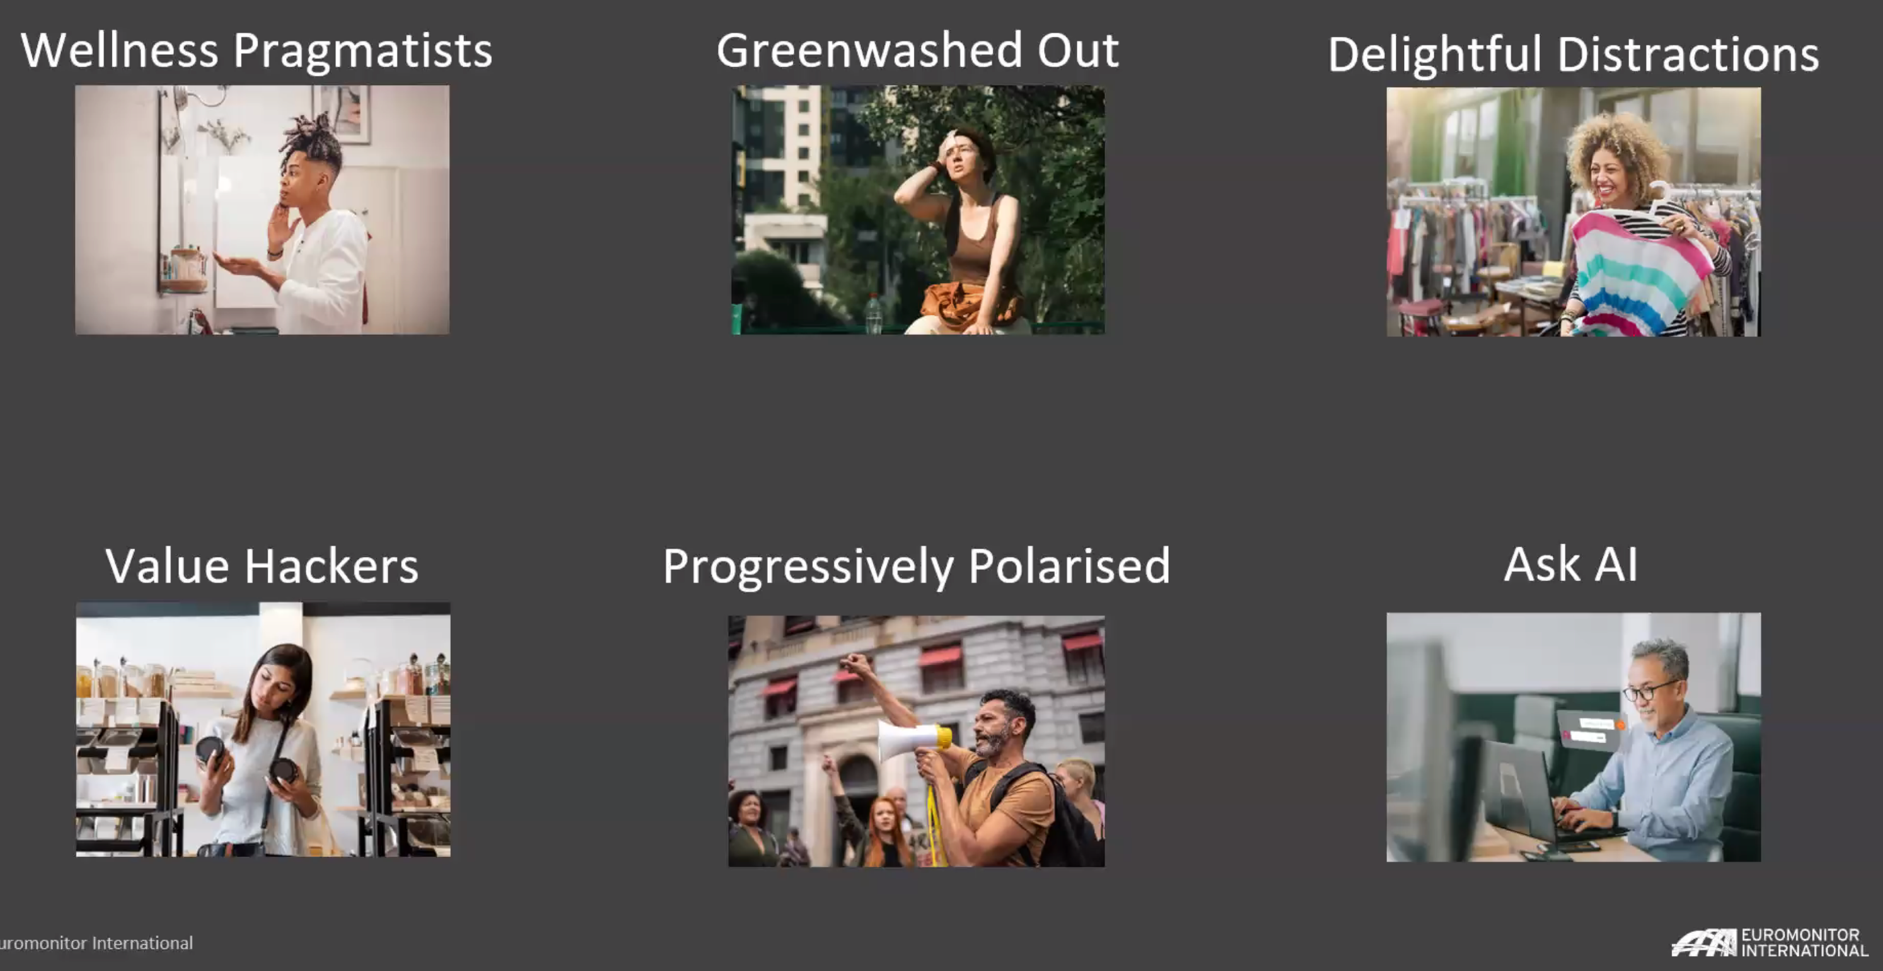 Wellness Pragmatists
Greenwashed Out
Delightful Distractions
Value Hackers
Progressively Polarised
Ask AI
uromonitor International
EUROMONITOR
INTERNATIONAL